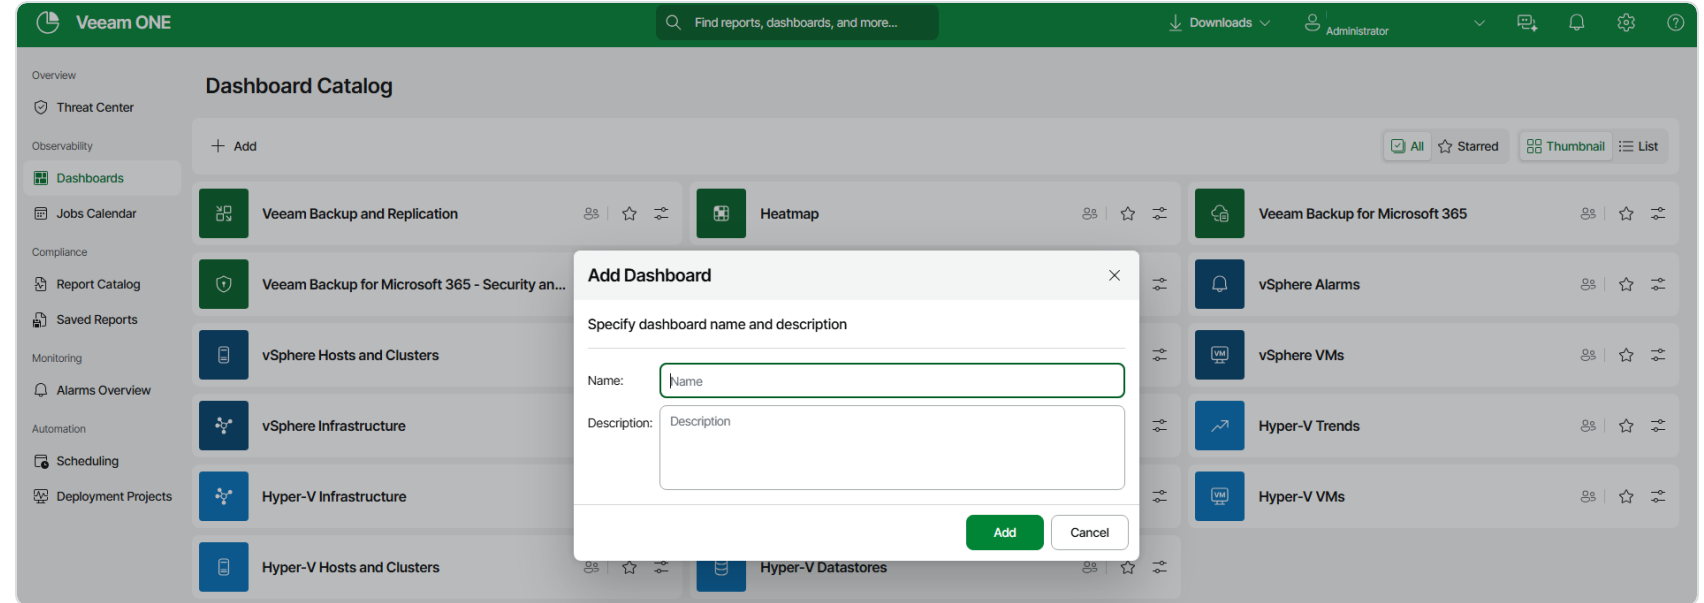 Veeam ONE
Find reports, dashboards, and more...
Downloads
Administrator
Overview
Threat Center
Observability
Dashboards
Jobs Calendar
Compliance
Report Catalog
Saved Reports
Monitoring
Alarms Overview
Automation
Scheduling
Deployment Projects
Dashboard Catalog
Add
All
Starred
Thumbnail
List
Veeam Backup and Replication
Heatmap
Veeam Backup for Microsoft 365
Veeam Backup for Microsoft 365 - Security an...
vSphere Alarms
vSphere Hosts and Clusters
vSphere VMs
vSphere Infrastructure
Hyper-V Trends
Hyper-V Infrastructure
Hyper-V VMs
Hyper-V Hosts and Clusters
Hyper-V Datastores
Add Dashboard
Specify dashboard name and description
Name:
Name
Description:
Description
Add
Cancel